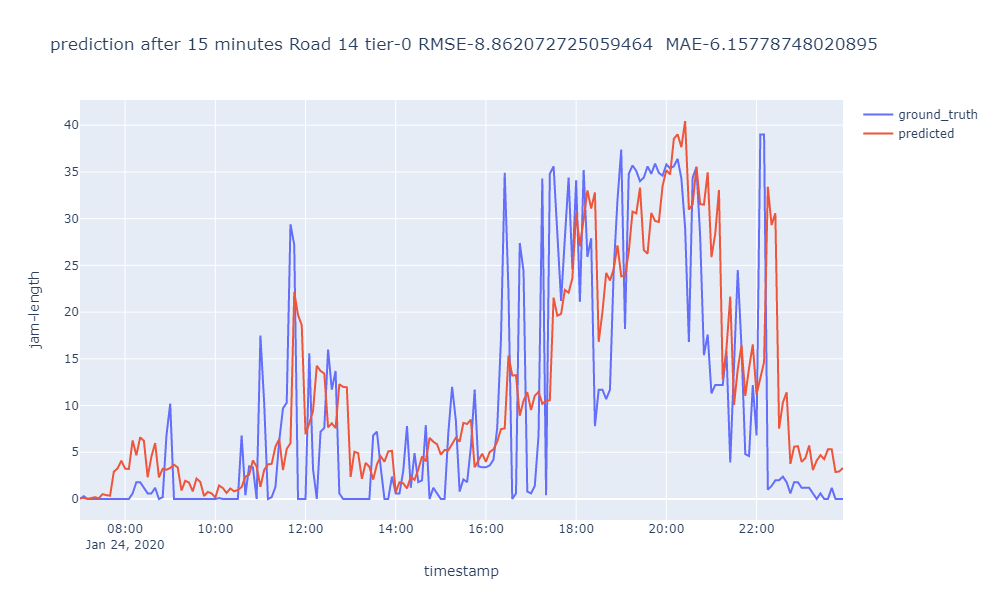 prediction after 15 minutes Road 14 tier-0 RMSE-8.862072725059464  MAE-6.15778748020895
ground_truth
predicted
40
35
30
25
20
15
10
5
0
jam-length
08:00 10:00 12:00 14:00 16:00 18:00 20:00 22:00
Jan 24, 2020
timestamp